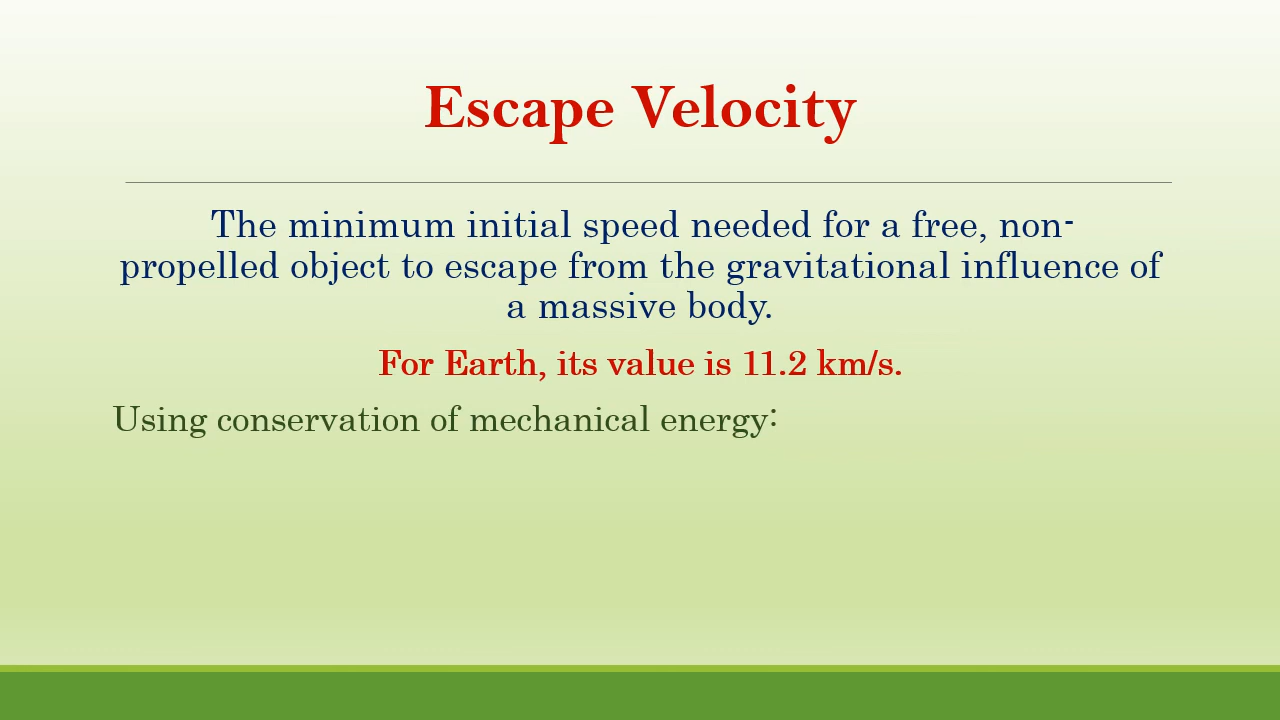 Escape Velocity
The minimum initial speed needed for a free, non-
propelled object to escape from the gravitational influence of
a massive body.
For Earth, its value is 11.2 km/s.
Using conservation of mechanical energy: